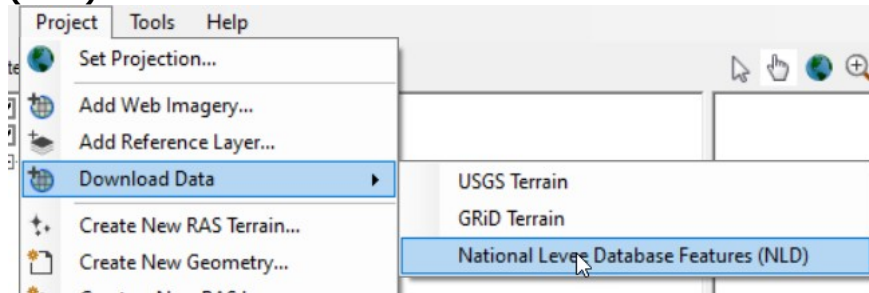 Project Tools Help
Set Projection...
Add Web Imagery...
Add Reference Layer...
Download Data
USGS Terrain
GRiD Terrain
Create New RAS Terrain...
National Levee Database Features (NLD)
Create New Geometry...